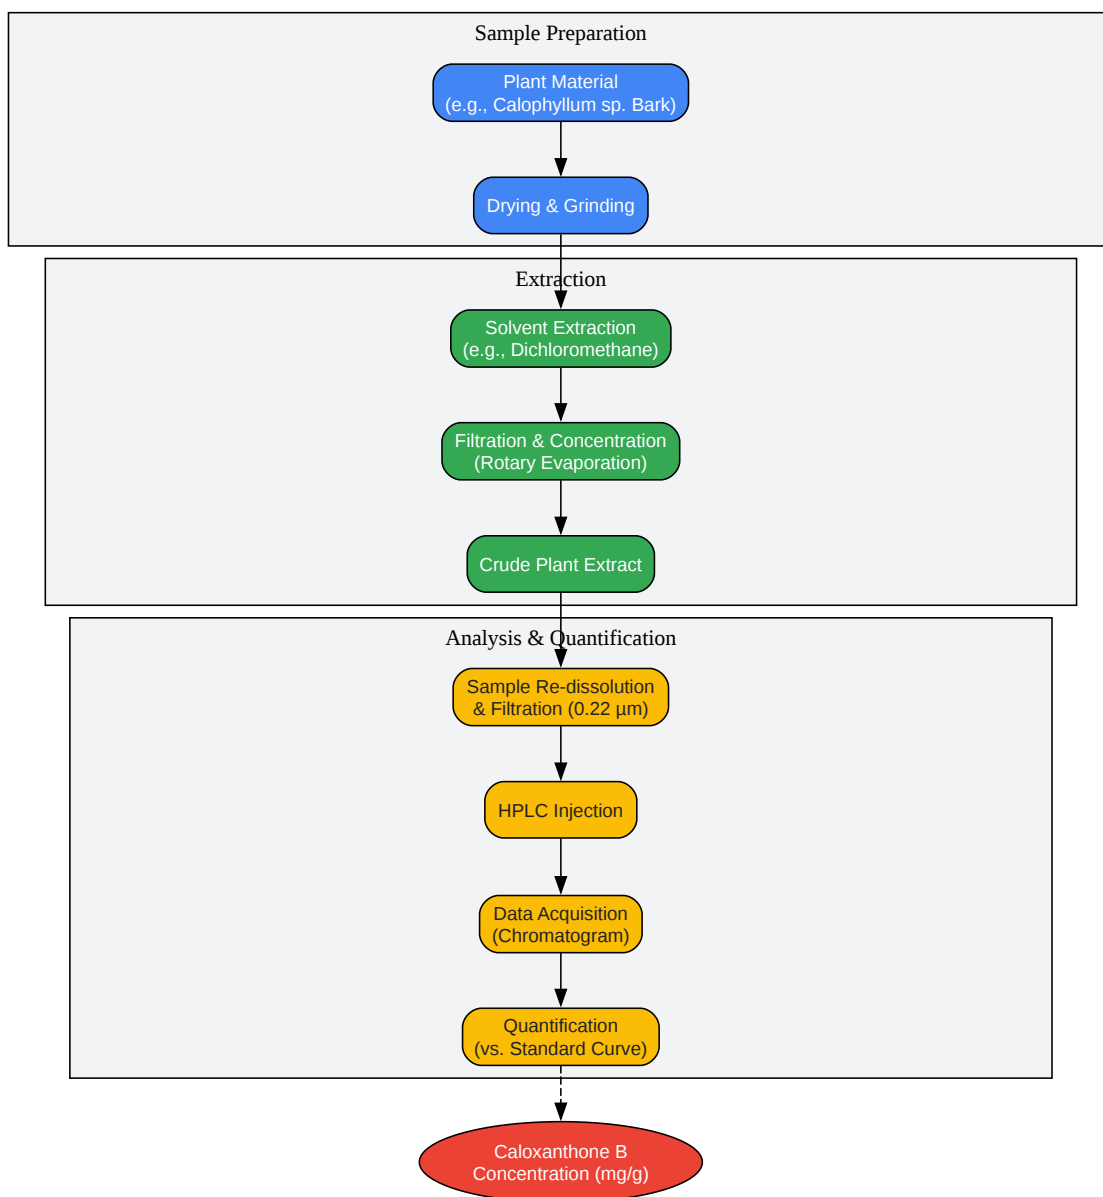 Sample Preparation
Plant Material
(e.g., Calophyllum sp. Bark)
Drying & Grinding
Extraction
Solvent Extraction
(e.g., Dichloromethane)
Filtration & Concentration
(Rotary Evaporation)
Crude Plant Extract
Analysis & Quantification
Sample Re-dissolution
& Filtration (0.22 µm)
HPLC Injection
Data Acquisition
(Chromatogram)
Quantification
(vs. Standard Curve)
Caloxanthone B
Concentration (mg/g)